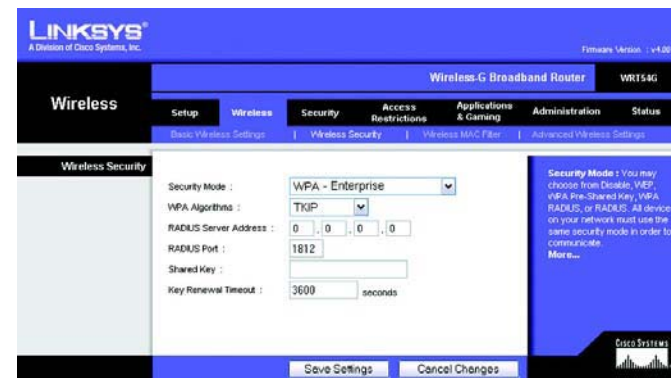 LINKSYS®
A Division of Cisco Systems, Inc.
Firmware Version : v4.00
Wireless-G Broadband Router WRT54G
Wireless
Setup Wireless Security Access Restrictions Applications & Gaming Administration Status
Basic Wireless Settings | Wireless Security | Wireless MAC Filter | Advanced Wireless Settings
Wireless Security
Security Mode : WPA - Enterprise
WPA Algorithms : TKIP
RADIUS Server Address : 0 . 0 . 0 . 0
RADIUS Port : 1812
Shared Key :
Key Renewal Timeout : 3600 seconds
Security Mode : You may
choose from Disable, WEP,
WPA Pre-Shared Key, WPA
RADIUS, or RADIUS. All device
on your network must use the
same security mode in order to
communicate.
More...
Save Settings Cancel Changes
CISCO SYSTEMS